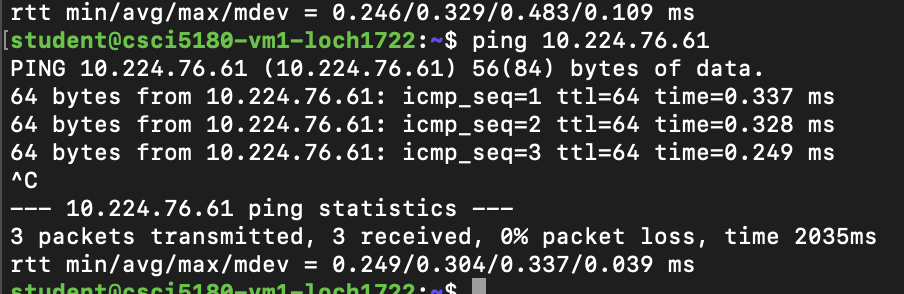 rtt min/avg/max/mdev = 0.246/0.329/0.483/0.109 ms
[student@csci5180-vm1-loch1722:~$ ping 10.224.76.61
PING 10.224.76.61 (10.224.76.61) 56(84) bytes of data.
64 bytes from 10.224.76.61: icmp_seq=1 ttl=64 time=0.337 ms
64 bytes from 10.224.76.61: icmp_seq=2 ttl=64 time=0.328 ms
64 bytes from 10.224.76.61: icmp_seq=3 ttl=64 time=0.249 ms
^C
--- 10.224.76.61 ping statistics ---
3 packets transmitted, 3 received, 0% packet loss, time 2035ms
rtt min/avg/max/mdev = 0.249/0.304/0.337/0.039 ms
student@csci5180-vm1-loch1722:~$